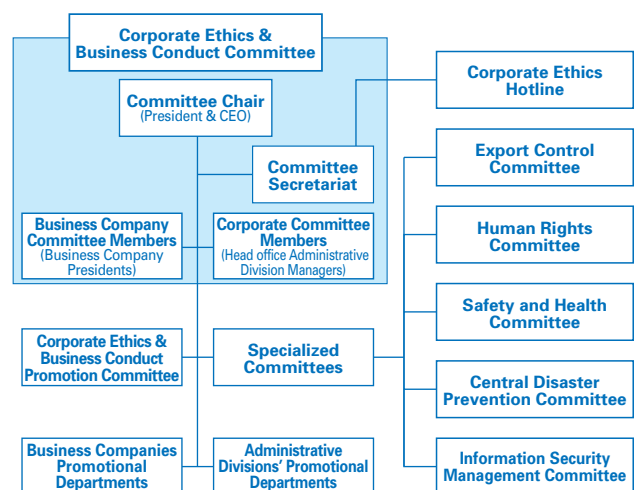 Corporate Ethics &
Business Conduct Committee
Committee Chair
(President & CEO)
Committee
Secretariat
Business Company
Committee Members
(Business Company
Presidents)
Corporate Committee
Members
(Head office Administrative
Division Managers)
Corporate Ethics &
Business Conduct
Promotion Committee
Specialized
Committees
Business Companies
Promotional
Departments
Administrative
Divisions' Promotional
Departments
Corporate Ethics
Hotline
Export Control
Committee
Human Rights
Committee
Safety and Health
Committee
Central Disaster
Prevention Committee
Information Security
Management Committee